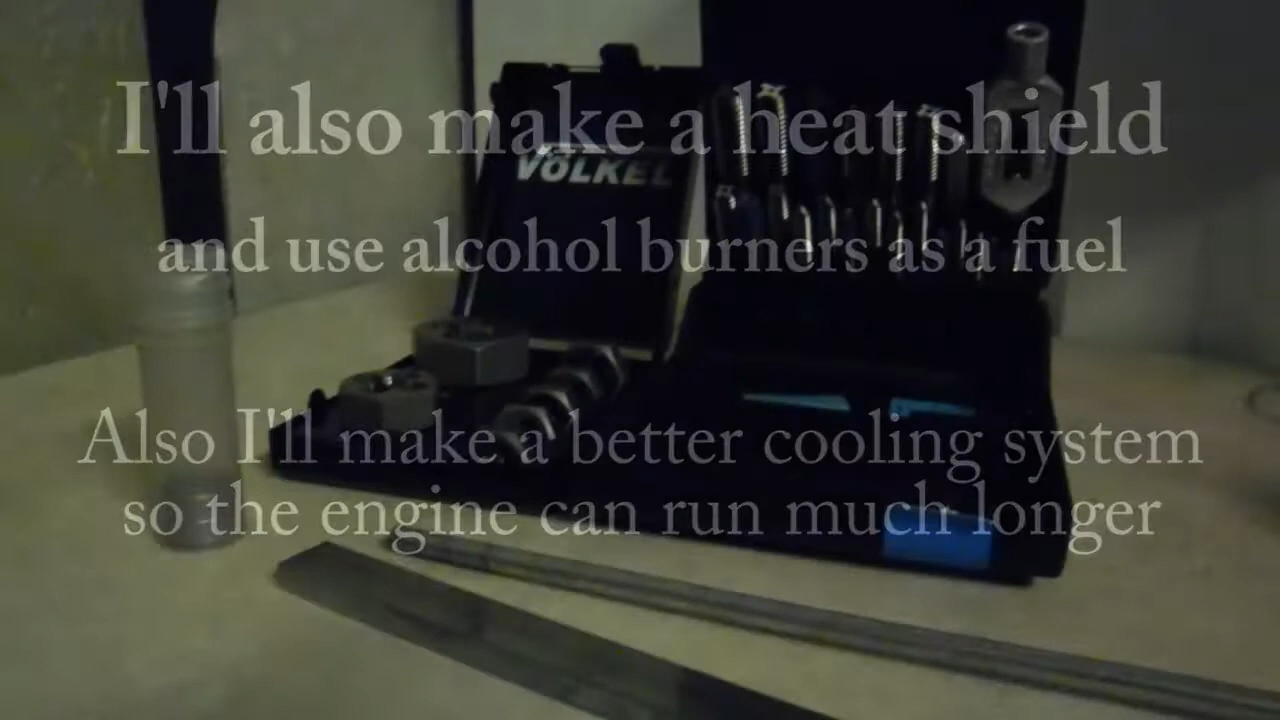 I'll also make a heat shield
VÖLKEL
and use alcohol burners as a fuel
Also I'll make a better cooling system
so the engine can run much longer